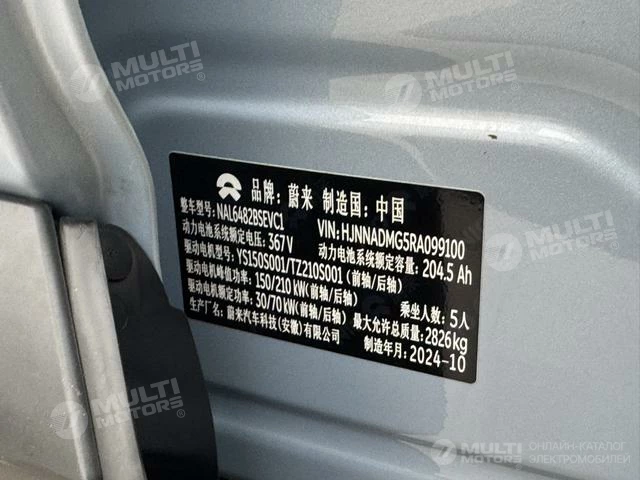 MULTI MOTORS
MULTI MOTORS
品牌: 蔚来 制造国: 中国
整车型号: NAL6482BSEVC1
VIN:HJNNADMG5RA099100
动力电池系统额定电压: 367V
动力电池系统额定容量: 204.5 Ah
驱动电机型号: YS150S001/TZ210S001 (前轴/后轴)
驱动电机峰值功率: 150/210 kW(前轴/后轴)
驱动电机额定功率: 30/70 kW(前轴/后轴)
乘坐人数: 5人
生产厂名: 蔚来汽车科技(安徽)有限公司
最大允许总质量: 2826kg
制造年月: 2024-10
MULTI MOTORS
MULTI MOTORS
ОНЛАЙН-КАТАЛОГ
ЭЛЕКТРОМОБИЛЕЙ